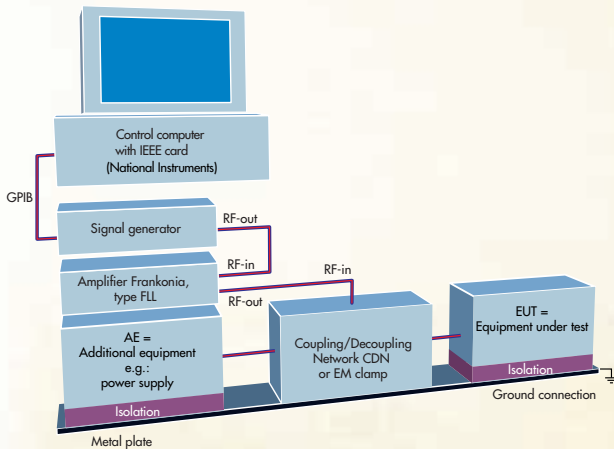 Control computer
with IEEE card
(National Instruments)
GPIB
Signal generator
RF-out
RF-in
Amplifier Frankonia,
type FLL
RF-out
RF-in
AE =
Additional equipment
e.g.:
power supply
Isolation
Coupling/Decoupling
Network CDN
or EM clamp
EUT =
Equipment under test
Isolation
Ground connection
Metal plate